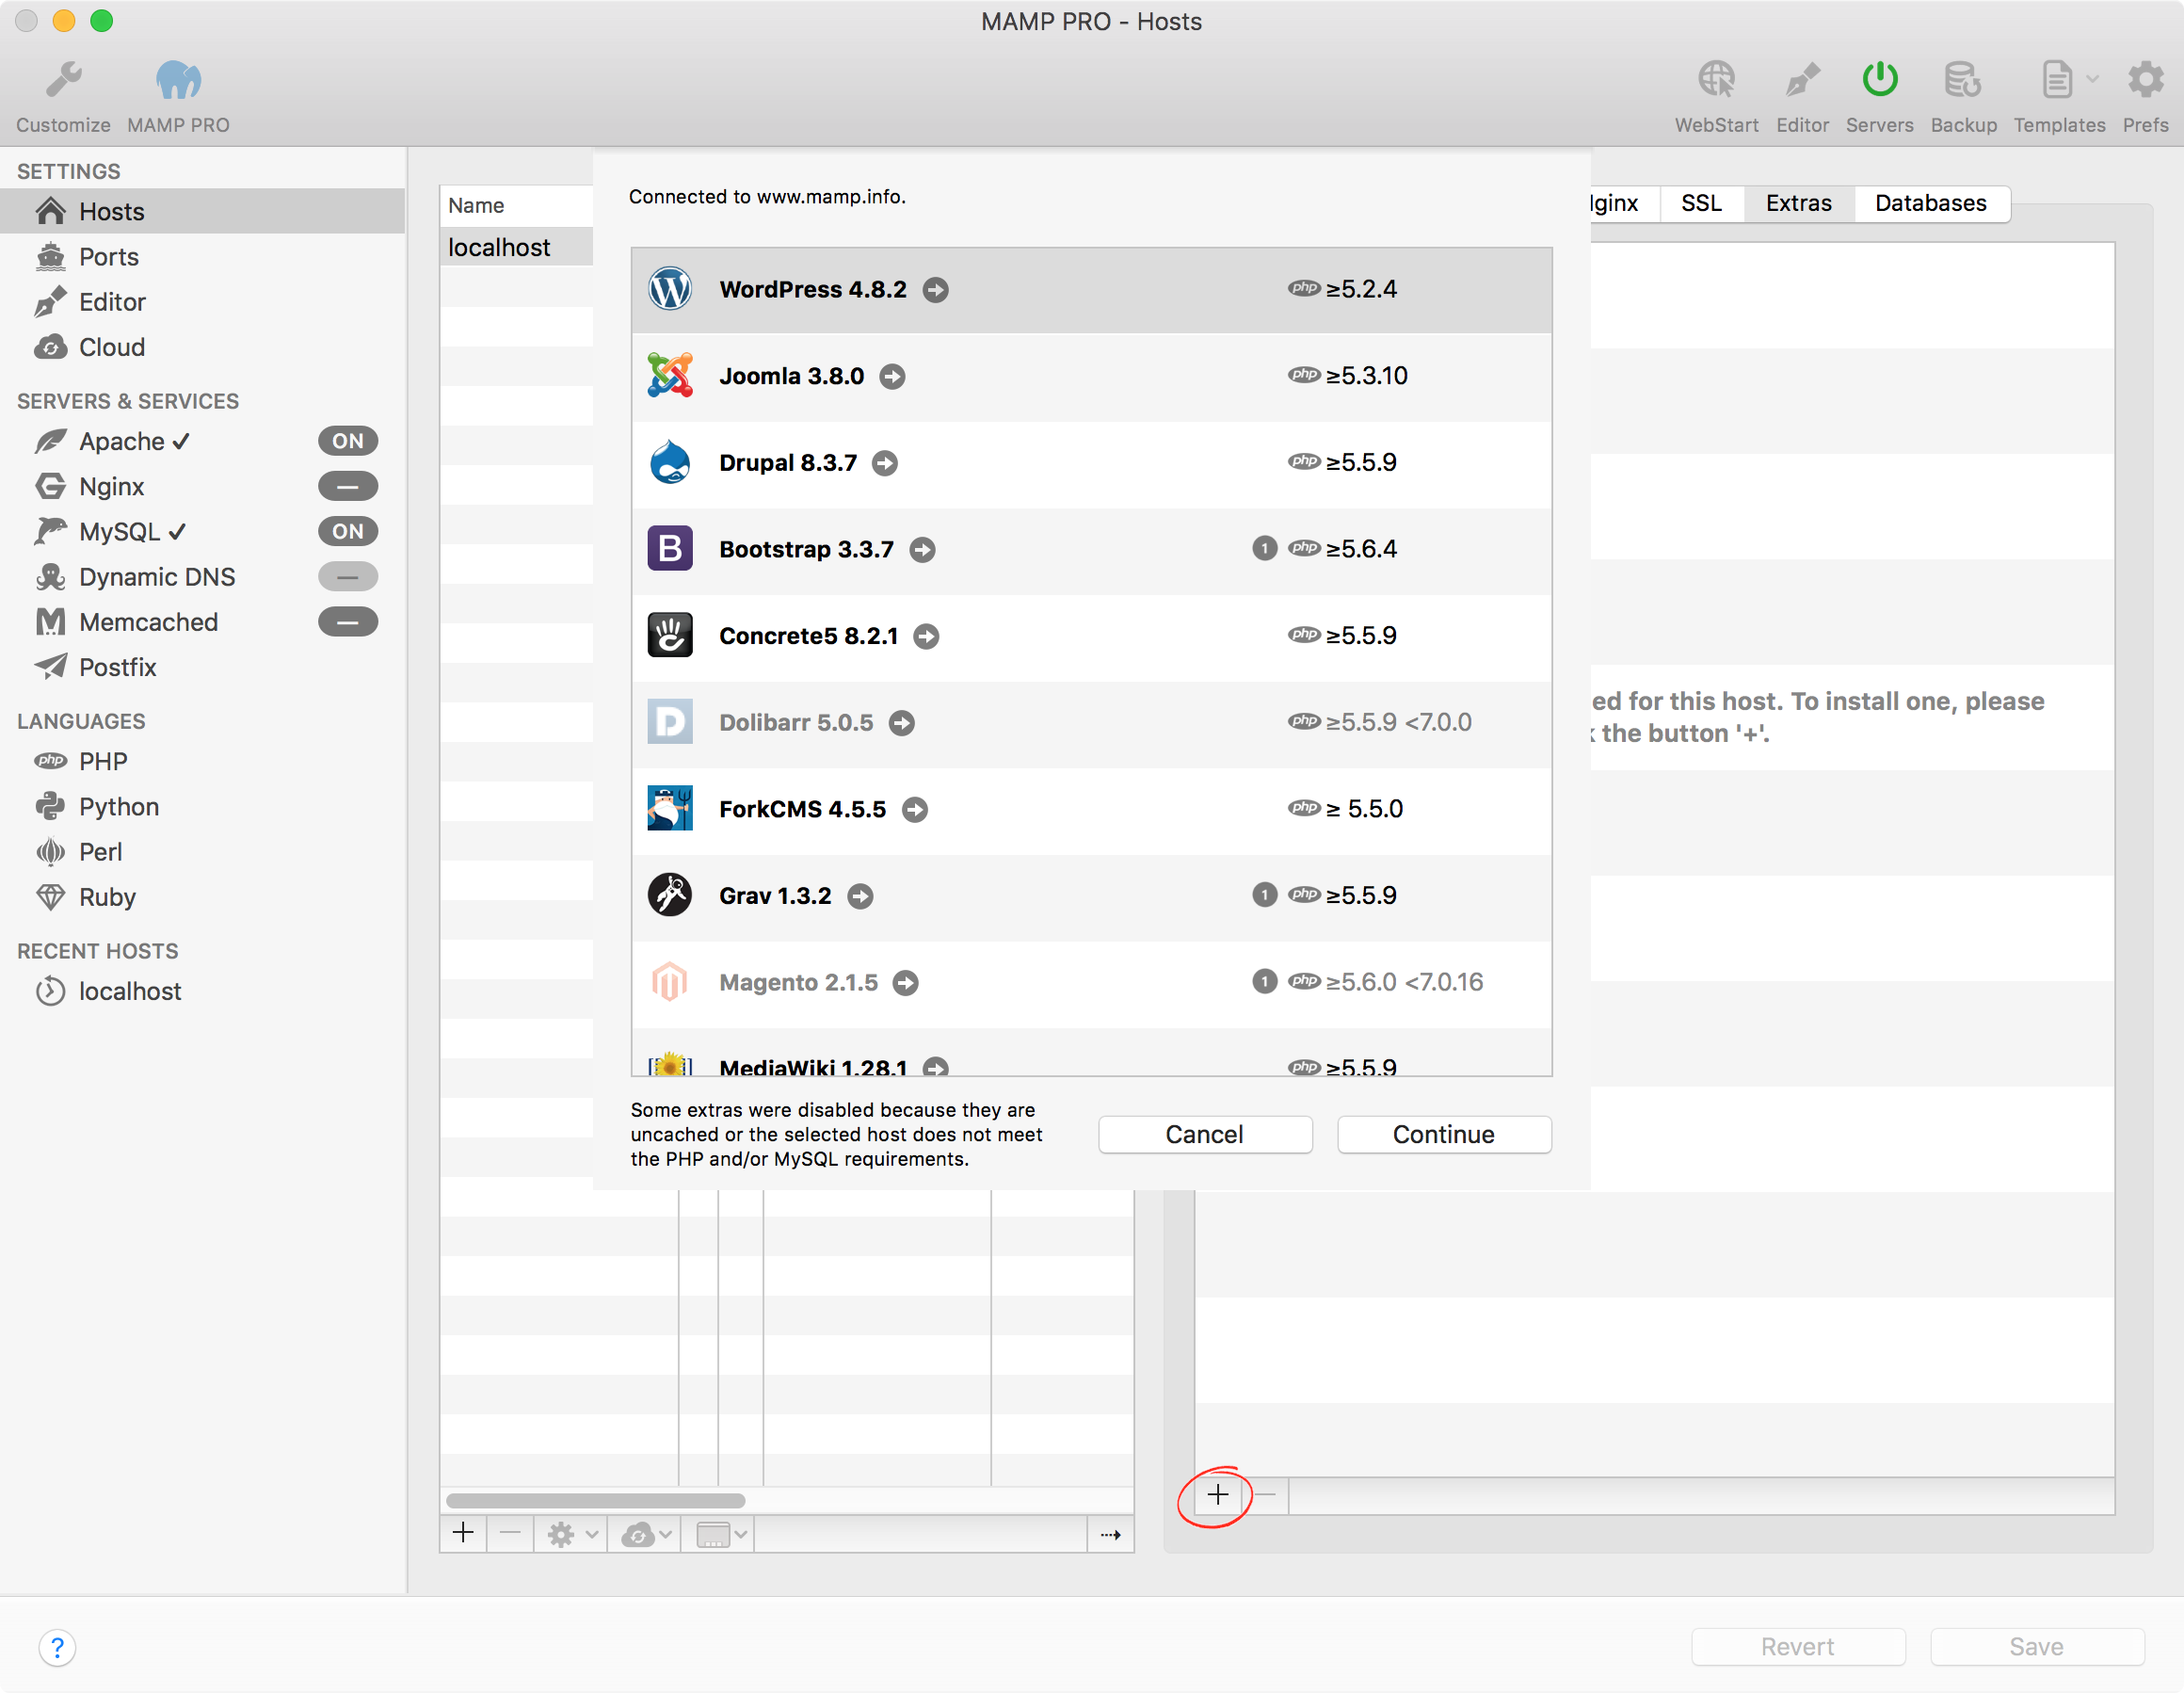 MAMP PRO - Hosts
Customize
MAMP PRO
WebStart
Editor
Servers
Backup
Templates
Prefs
SETTINGS
Hosts
Ports
Editor
Cloud
SERVERS & SERVICES
Apache ✓ ON
Nginx —
MySQL ✓ ON
Dynamic DNS —
Memcached —
Postfix
LANGUAGES
php PHP
Python
Perl
Ruby
RECENT HOSTS
localhost
Name
localhost
Connected to www.mamp.info.
WordPress 4.8.2 php ≥5.2.4
Joomla 3.8.0 php ≥5.3.10
Drupal 8.3.7 php ≥5.5.9
B Bootstrap 3.3.7 1 php ≥5.6.4
Concrete5 8.2.1 php ≥5.5.9
Dolibarr 5.0.5 php ≥5.5.9 <7.0.0
ForkCMS 4.5.5 php ≥ 5.5.0
Grav 1.3.2 1 php ≥5.5.9
Magento 2.1.5 1 php ≥5.6.0 <7.0.16
MediaWiki 1.28.1 php ≥5.5.9
Some extras were disabled because they are
uncached or the selected host does not meet
the PHP and/or MySQL requirements.
Cancel
Continue
ginx
SSL
Extras
Databases
ed for this host. To install one, please
the button '+'.
?
Revert
Save